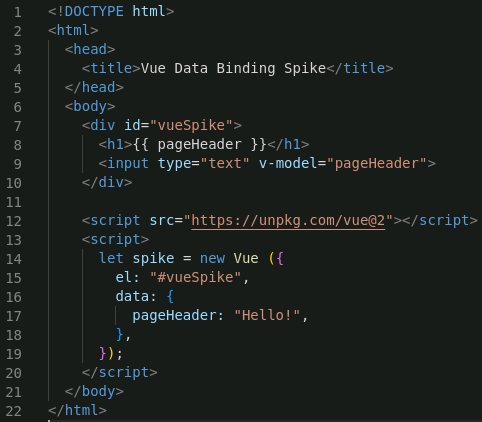 1 <!DOCTYPE html>
2 <html>
3   <head>
4     <title>Vue Data Binding Spike</title>
5   </head>
6   <body>
7     <div id="vueSpike">
8       <h1>{{ pageHeader }}</h1>
9       <input type="text" v-model="pageHeader">
10     </div>
11
12     <script src="https://unpkg.com/vue@2"></script>
13     <script>
14       let spike = new Vue ({
15         el: "#vueSpike",
16         data: {
17           pageHeader: "Hello!",
18         },
19       });
20     </script>
21   </body>
22 </html>